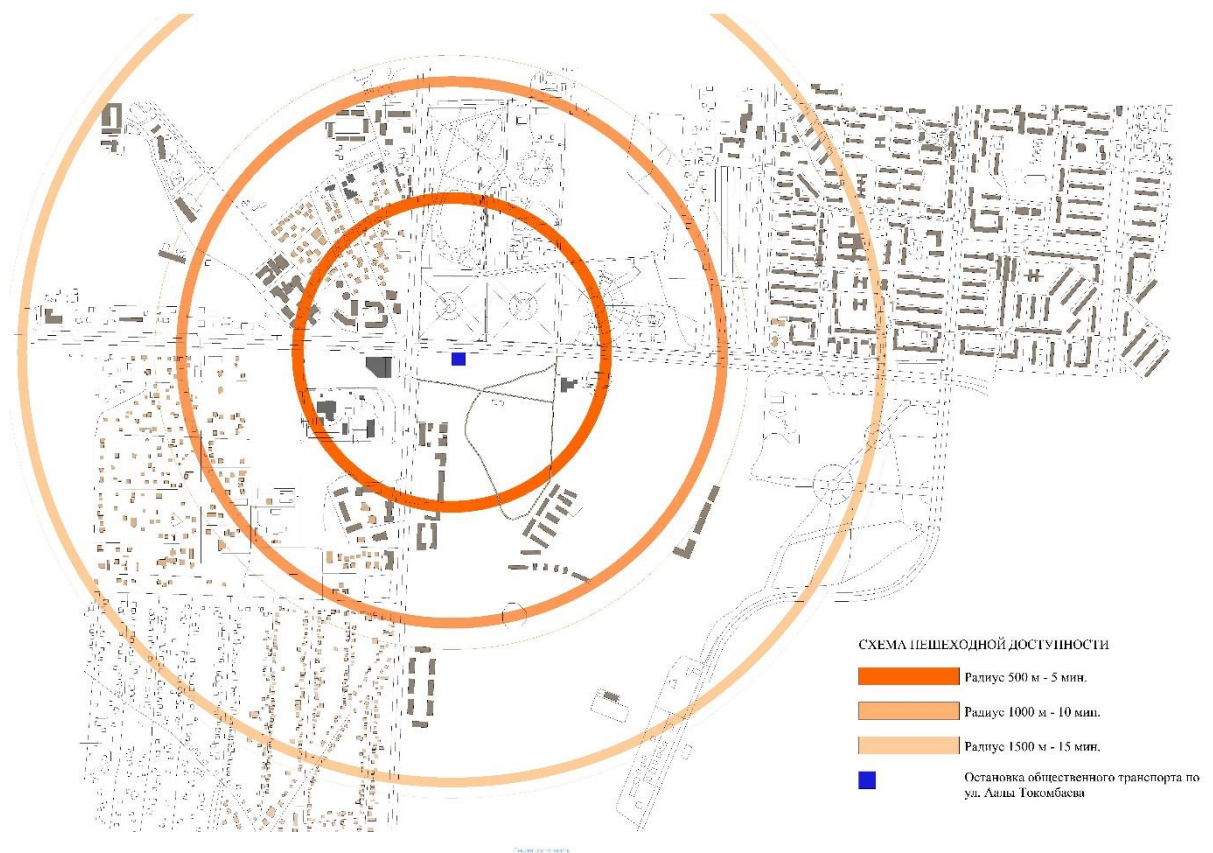 СХЕМА ПЕШЕХОДНОЙ ДОСТУПНОСТИ
Радиус 500 м - 5 мин.
Радиус 1000 м - 10 мин.
Радиус 1500 м - 15 мин.
Остановка общественного транспорта по
ул. Аалы Токомбаева